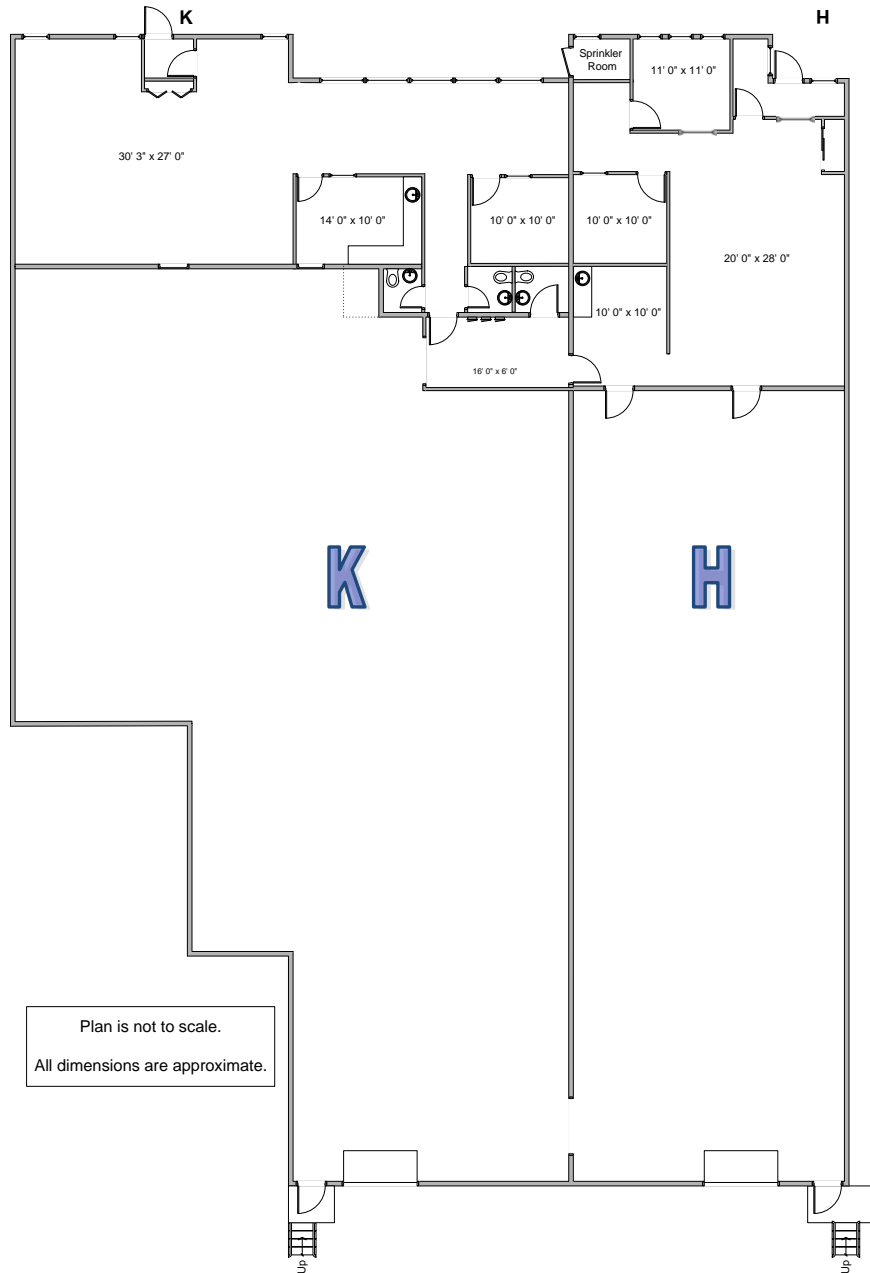 K
H
Sprinkler
Room
11' 0" x 11' 0"
30' 3" x 27' 0"
14' 0" x 10' 0"
10' 0" x 10' 0"
10' 0" x 10' 0"
20' 0" x 28' 0"
10' 0" x 10' 0"
16' 0" x 6' 0"
K
H
Plan is not to scale.
All dimensions are approximate.
Up
Up